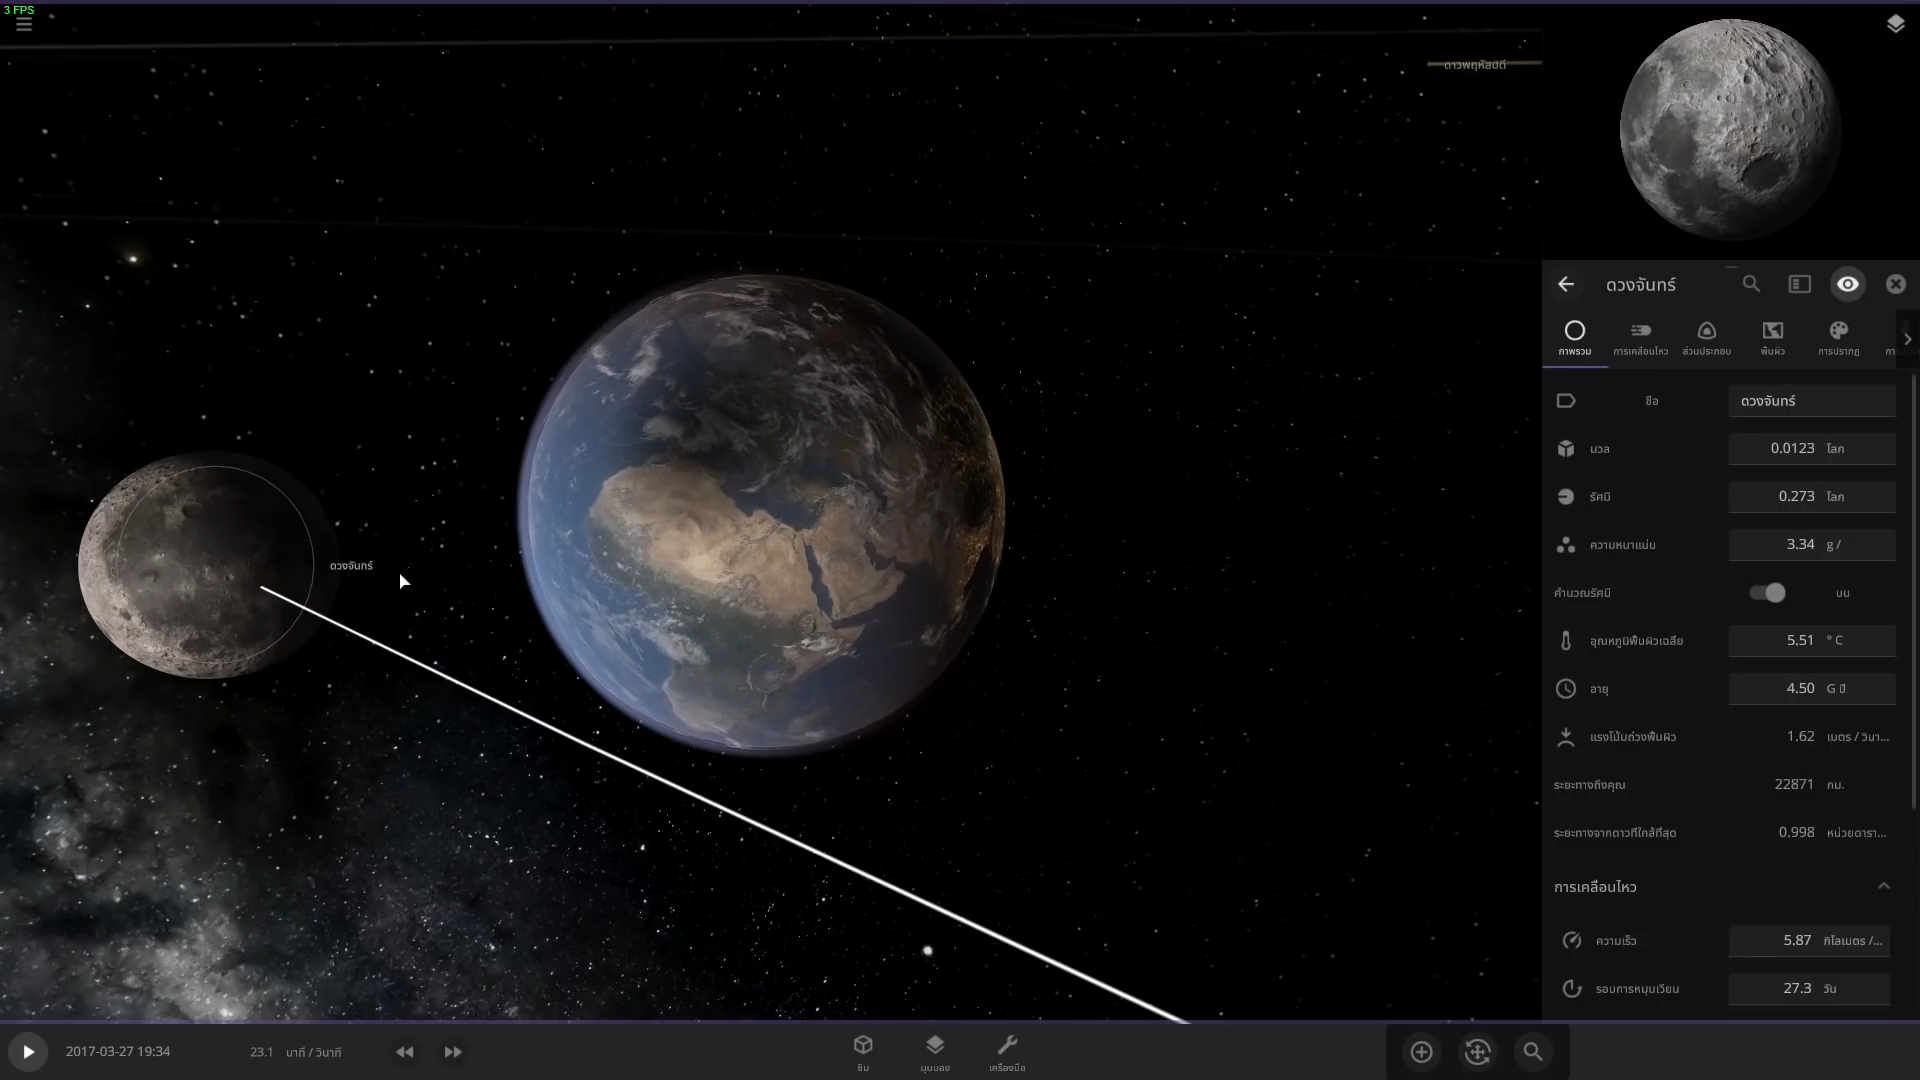 3 FPS
ดาวพฤหัสบดี
ดวงจันทร์
ดวงจันทร์
ภาพรวม
การเคลื่อนไหว
ส่วนประกอบ
พื้นผิว
การปรากฏ
กา
ชื่อ ดวงจันทร์
มวล 0.0123 โลก
รัศมี 0.273 โลก
ความหนาแน่น 3.34 g /
คำนวณรัศมี บน
อุณหภูมิพื้นผิวเฉลี่ย 5.51 ° C
อายุ 4.50 G ปี
แรงโน้มถ่วงพื้นผิว 1.62 เมตร / วินา...
ระยะทางถึงคุณ 22871 กม.
ระยะทางจากดาวที่ใกล้ที่สุด 0.998 หน่วยดารา...
การเคลื่อนไหว
ความเร็ว 5.87 กิโลเมตร /...
รอบการหมุนเวียน 27.3 วัน
2017-03-27 19:34
23.1 นาที / วินาที
ซิม
มุมมอง
เครื่องมือ